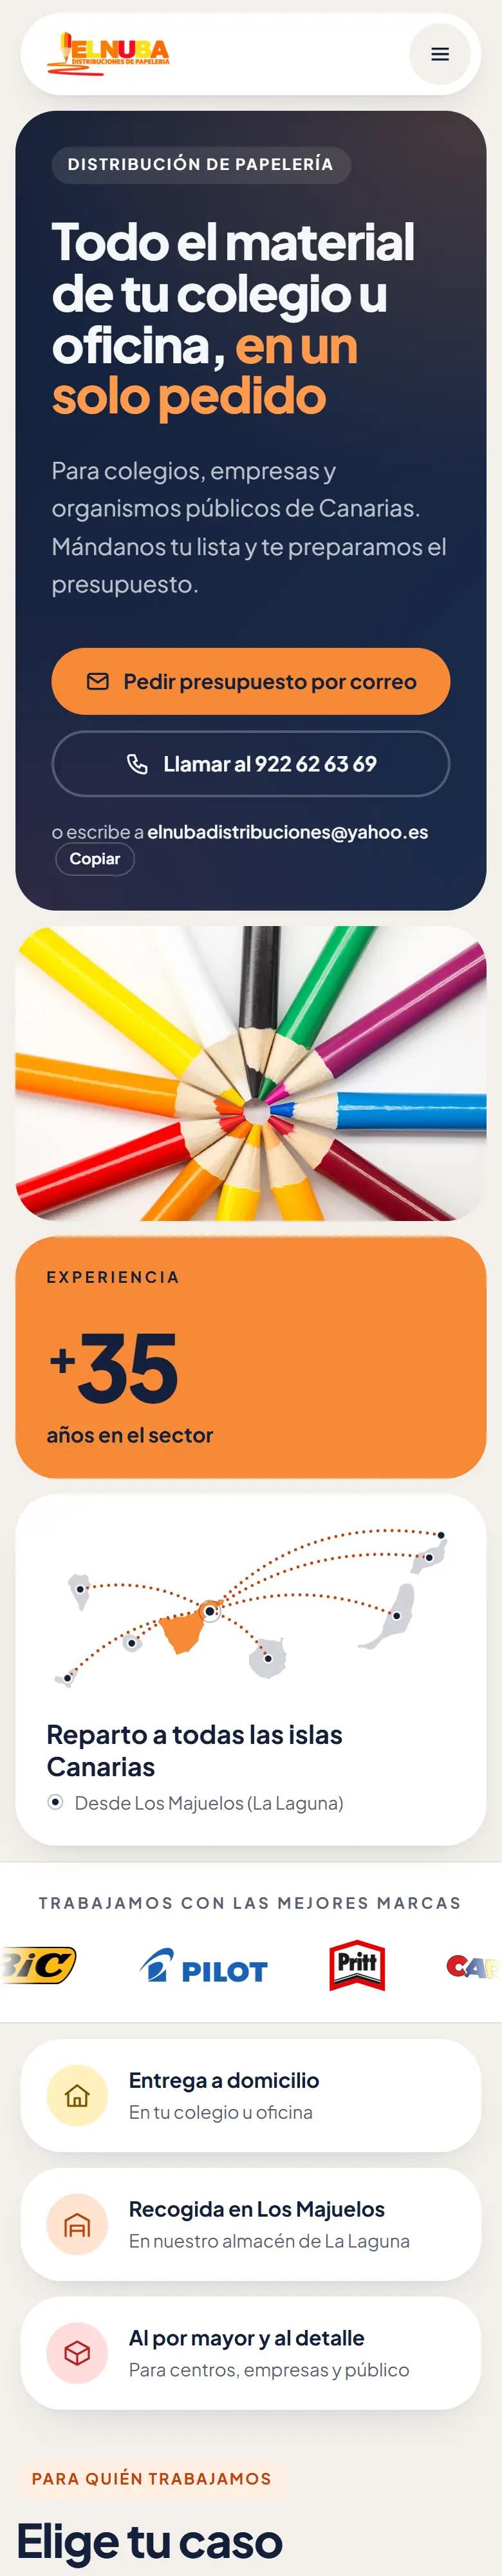 ELNUBA
DISTRIBUCIONES DE PAPELERÍA
DISTRIBUCIÓN DE PAPELERÍA
Todo el material
de tu colegio u
oficina, en un
solo pedido
Para colegios, empresas y
organismos públicos de Canarias.
Mándanos tu lista y te preparamos el
presupuesto.
Pedir presupuesto por correo
Llamar al 922 62 63 69
o escribe a elnubadistribuciones@yahoo.es
Copiar
EXPERIENCIA
+35
años en el sector
Reparto a todas las islas
Canarias
Desde Los Majuelos (La Laguna)
TRABAJAMOS CON LAS MEJORES MARCAS
BiC PILOT Pritt CAR
Entrega a domicilio
En tu colegio u oficina
Recogida en Los Majuelos
En nuestro almacén de La Laguna
Al por mayor y al detalle
Para centros, empresas y público
PARA QUIÉN TRABAJAMOS
Elige tu caso